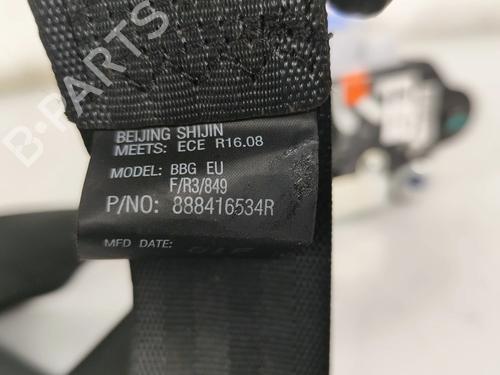 BEIJING SHIJIN
MEETS: ECE R16.08
MODEL: BBG EU
F/R3/849
P/NO: 888416534R
MFD DATE:
B-PARTS